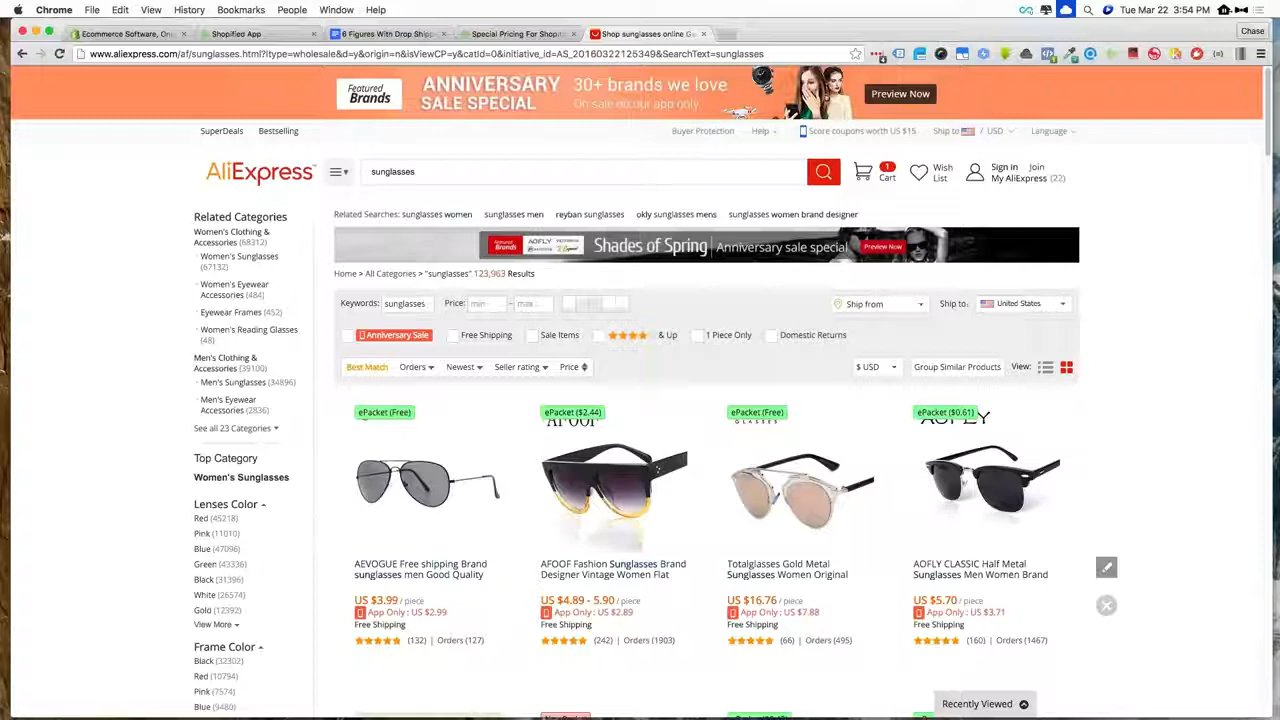 Chrome File Edit View History Bookmarks People Window Help
Tue Mar 22 3:54 PM
Ecommerce Software, Onl
Shopified App
6 Figures With Drop Shipp
Special Pricing For Shopif
Shop sunglasses online Ge
Chase
www.aliexpress.com/af/sunglasses.html?ltype=wholesale&d=y&origin=n&isViewCP=y&catId=0&initiative_id=AS_20160322125349&SearchText=sunglasses
Featured Brands
ANNIVERSARY SALE SPECIAL
30+ brands we love
On sale on our app only
Preview Now
SuperDeals Bestselling
Buyer Protection Help Score coupons worth US $15 Ship to / USD Language
AliExpress
sunglasses
1
Cart
Wish List
Sign in Join
My AliExpress (22)
Related Searches: sunglasses women sunglasses men reyban sunglasses okly sunglasses mens sunglasses women brand designer
Featured Brands
AOFLY
Shades of Spring | Anniversary sale special
Preview Now
Home > All Categories > "sunglasses" 123,963 Results
Keywords: sunglasses Price: min - max
Ship from
Ship to: United States
Anniversary Sale Free Shipping Sale Items & Up 1 Piece Only Domestic Returns
Best Match Orders Newest Seller rating Price
$ USD Group Similar Products View:
Related Categories
Women's Clothing &
Accessories (68312)
Women's Sunglasses
(67132)
Women's Eyewear
Accessories (484)
Eyewear Frames (452)
Women's Reading Glasses
(48)
Men's Clothing &
Accessories (39100)
Men's Sunglasses (34896)
Men's Eyewear
Accessories (2836)
See all 23 Categories
Top Category
Women's Sunglasses
Lenses Color
Red (45218)
Pink (11010)
Blue (47096)
Green (43336)
Black (31396)
White (26574)
Gold (12392)
View More
Frame Color
Black (32302)
Red (10794)
Pink (7574)
Blue (9480)
ePacket (Free)
AEVOGUE Free shipping Brand
sunglasses men Good Quality
US $3.99 / piece
App Only : US $2.99
Free Shipping
(132) | Orders (127)
ePacket ($2.44)
AFOOF
AFOOF Fashion Sunglasses Brand
Designer Vintage Women Flat
US $4.89 - 5.90 / piece
App Only : US $2.89
Free Shipping
(242) | Orders (1903)
ePacket (Free)
GLASSES
Totalglasses Gold Metal
Sunglasses Women Original
US $16.76 / piece
App Only : US $7.88
Free Shipping
(66) | Orders (495)
ePacket ($0.61)
AOFLY
AOFLY CLASSIC Half Metal
Sunglasses Men Women Brand
US $5.70 / piece
App Only : US $3.71
Free Shipping
(160) | Orders (1467)
Recently Viewed